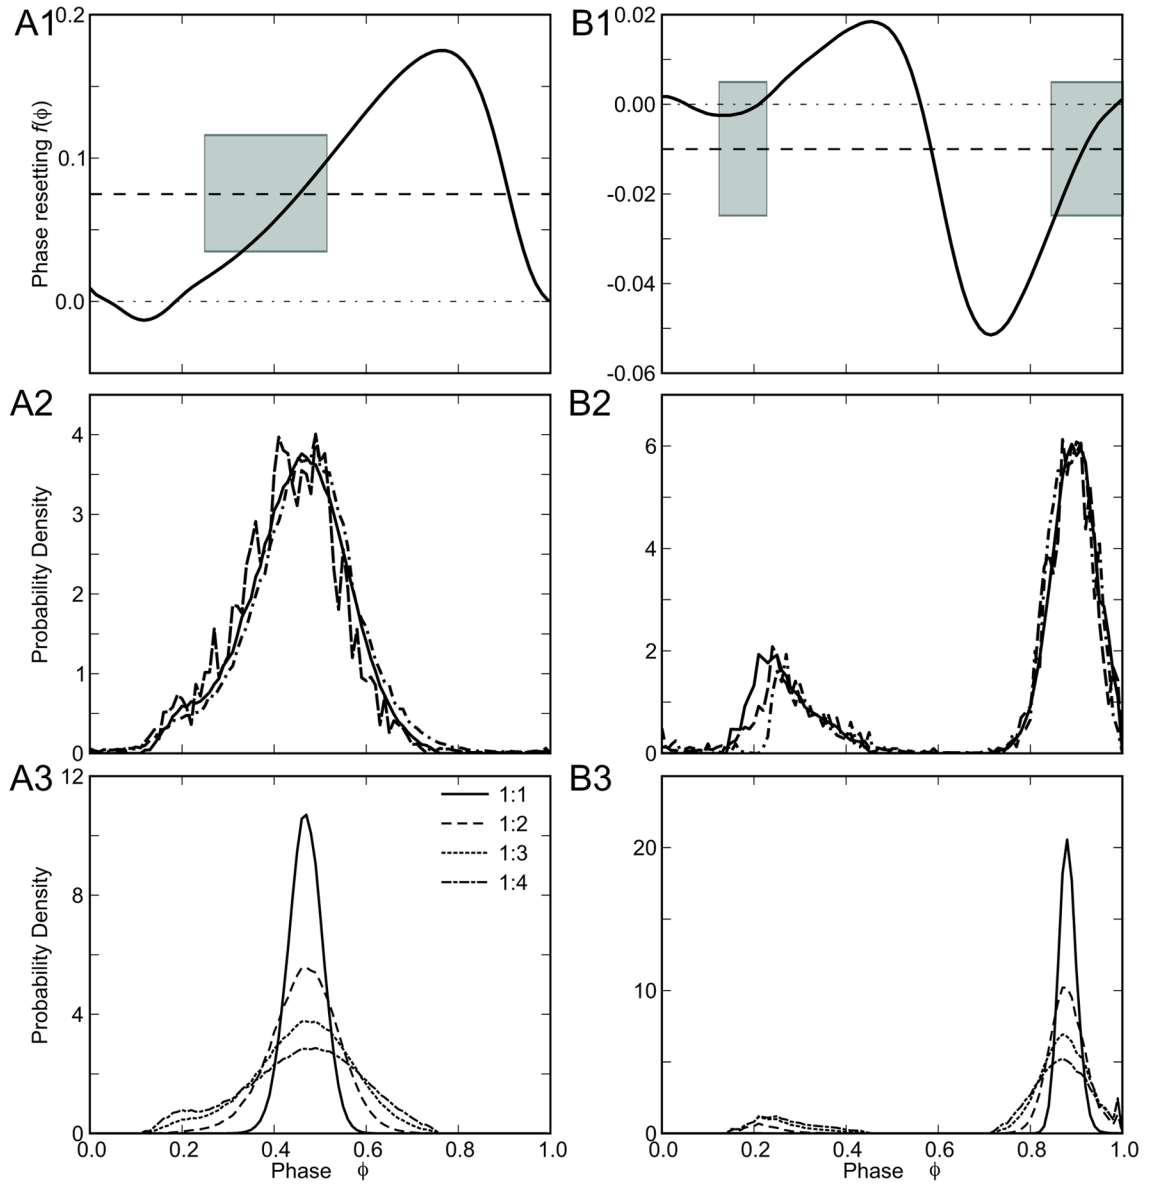 A1
0.2
0.1
0.0
Phase resetting f(ϕ)
B1
0.02
0.00
-0.02
-0.04
-0.06
A2
4
3
2
1
0
Probability Density
B2
6
4
2
0
A3
12
8
4
0
Probability Density
1:1
1:2
1:3
1:4
0.0 0.2 0.4 0.6 0.8 1.0
Phase ϕ
B3
20
10
0
0.0 0.2 0.4 0.6 0.8 1.0
Phase ϕ